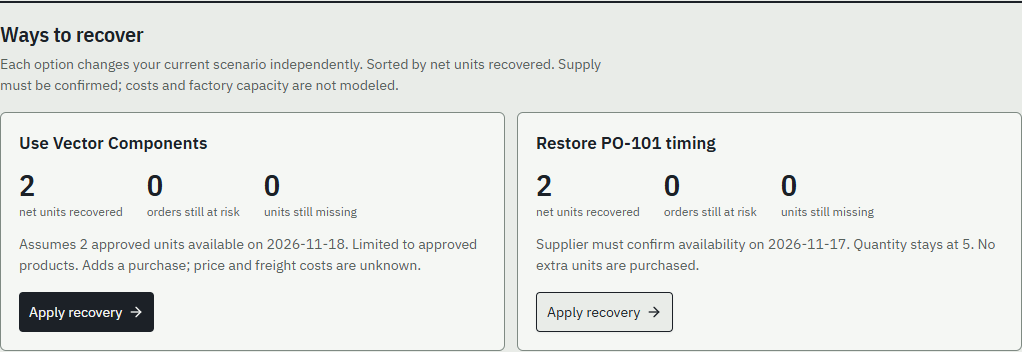 Ways to recover
Each option changes your current scenario independently. Sorted by net units recovered. Supply
must be confirmed; costs and factory capacity are not modeled.
Use Vector Components
2 0 0
net units recovered orders still at risk units still missing
Assumes 2 approved units available on 2026-11-18. Limited to approved
products. Adds a purchase; price and freight costs are unknown.
Apply recovery →
Restore PO-101 timing
2 0 0
net units recovered orders still at risk units still missing
Supplier must confirm availability on 2026-11-17. Quantity stays at 5. No
extra units are purchased.
Apply recovery →